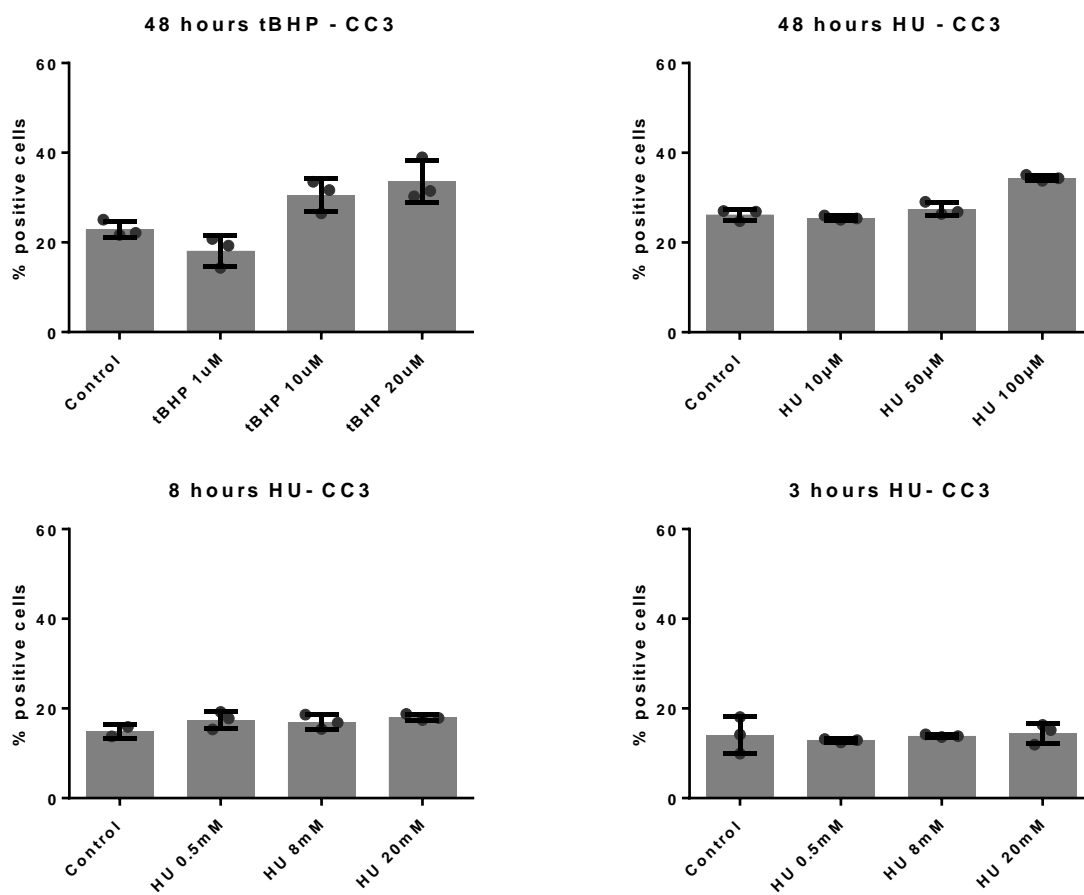 48 hours tBHP - CC3
% positive cells
60
40
20
0
Control
tBHP 1uM
tBHP 10uM
tBHP 20uM
48 hours HU - CC3
% positive cells
60
40
20
0
Control
HU 10µM
HU 50µM
HU 100µM
8 hours HU- CC3
% positive cells
60
40
20
0
Control
HU 0.5mM
HU 8mM
HU 20mM
3 hours HU- CC3
% positive cells
60
40
20
0
Control
HU 0.5mM
HU 8mM
HU 20mM